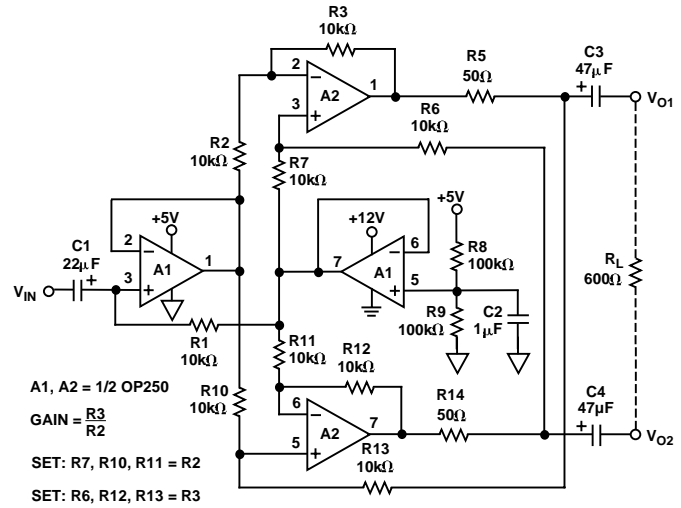 R3
10kΩ
2
1
A2
3
R5
50Ω
C3
47μF
+
VO1
R6
10kΩ
R2
10kΩ
R7
10kΩ
+5V
+12V
+5V
2
1
A1
3
C1
22μF
+
VIN
7
6
A1
5
R8
100kΩ
R9
100kΩ
C2
1μF
RL
600Ω
R1
10kΩ
R11
10kΩ
R12
10kΩ
R10
10kΩ
6
7
A2
5
R14
50Ω
C4
47μF
+
VO2
R13
10kΩ
A1, A2 = 1/2 OP250
GAIN = R3
R2
SET: R7, R10, R11 = R2
SET: R6, R12, R13 = R3